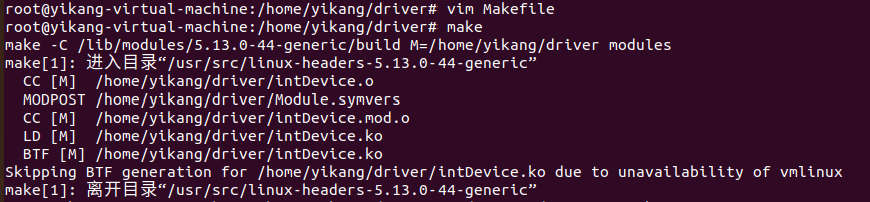 root@yikang-virtual-machine:/home/yikang/driver# vim Makefile
root@yikang-virtual-machine:/home/yikang/driver# make
make -C /lib/modules/5.13.0-44-generic/build M=/home/yikang/driver modules
make[1]: 进入目录“/usr/src/linux-headers-5.13.0-44-generic”
  CC [M]  /home/yikang/driver/intDevice.o
  MODPOST /home/yikang/driver/Module.symvers
  CC [M]  /home/yikang/driver/intDevice.mod.o
  LD [M]  /home/yikang/driver/intDevice.ko
  BTF [M] /home/yikang/driver/intDevice.ko
Skipping BTF generation for /home/yikang/driver/intDevice.ko due to unavailability of vmlinux
make[1]: 离开目录“/usr/src/linux-headers-5.13.0-44-generic”